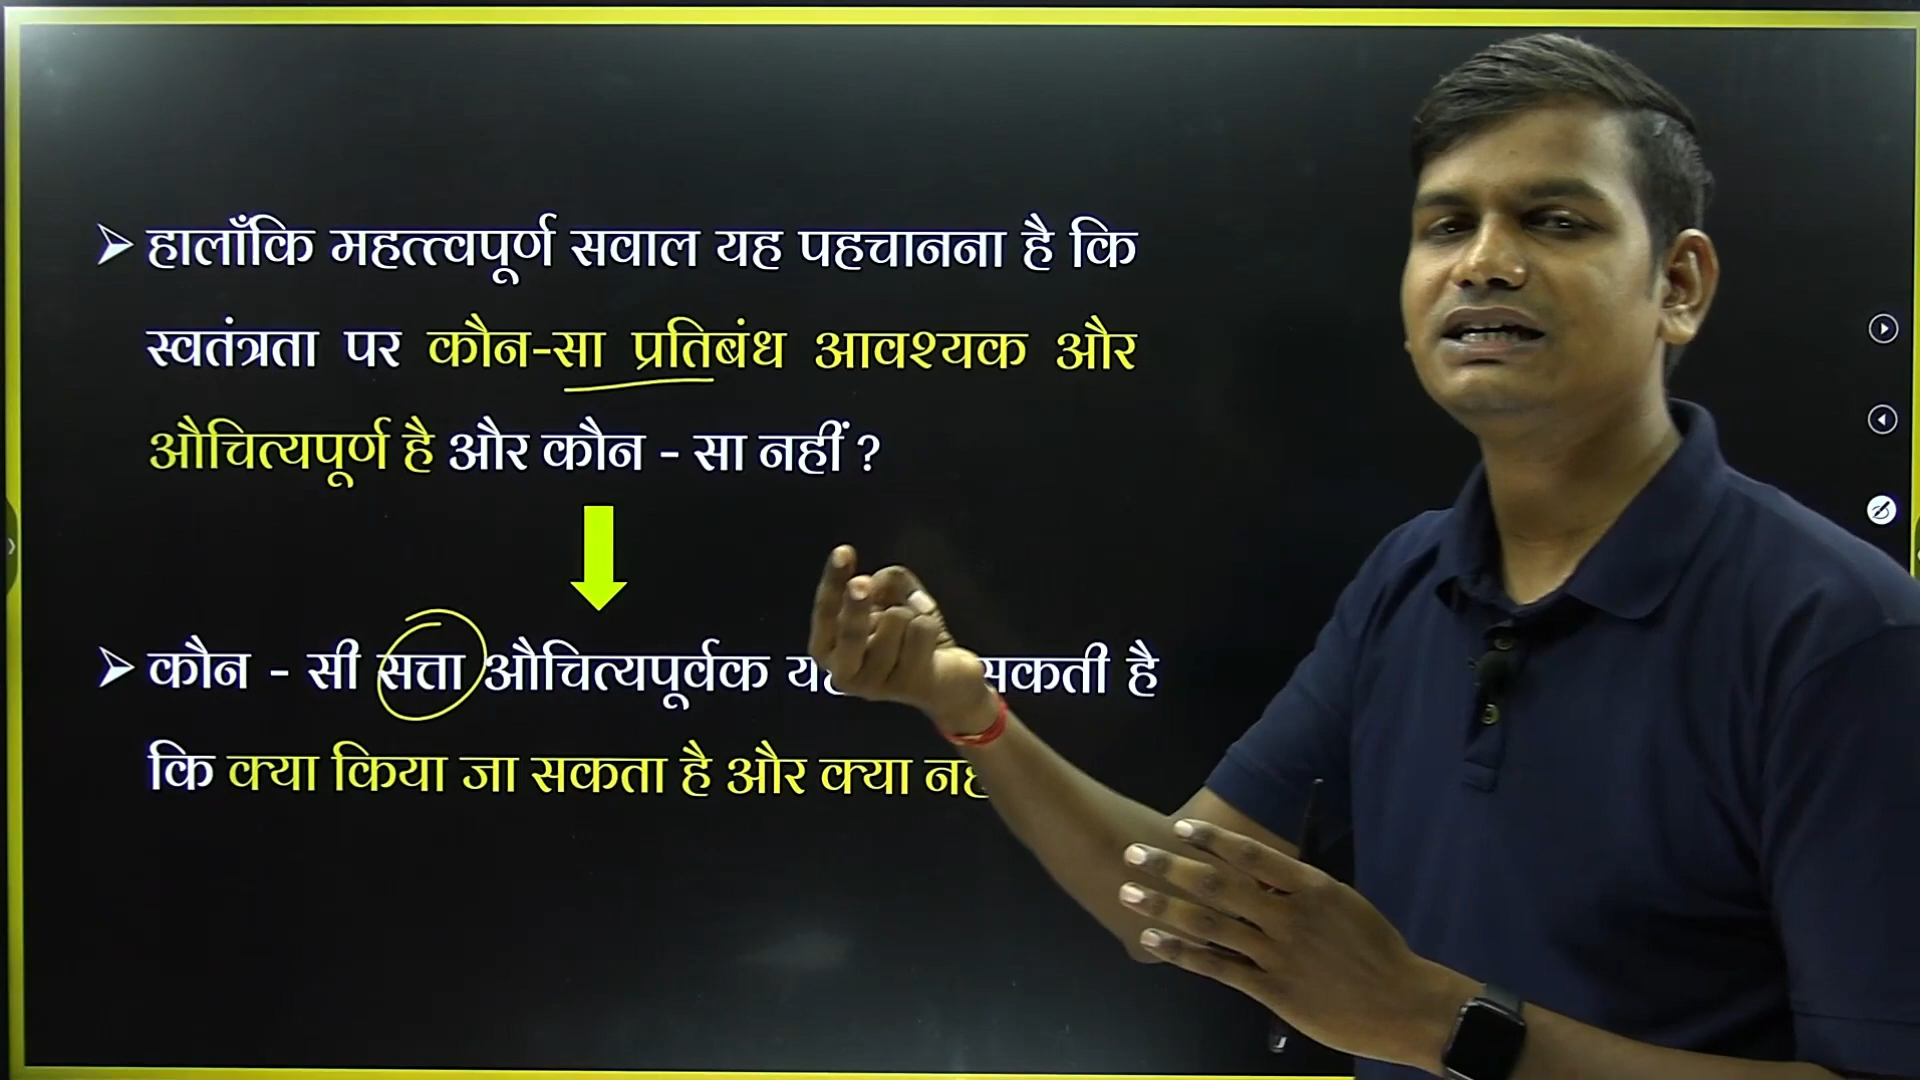 ➤ हालाँकि महत्त्वपूर्ण सवाल यह पहचानना है कि
स्वतंत्रता पर कौन-सा प्रतिबंध आवश्यक और
औचित्यपूर्ण है और कौन - सा नहीं ?
➤ कौन - सी सत्ता औचित्यपूर्वक सकती है
कि क्या किया जा सकता है और क्या